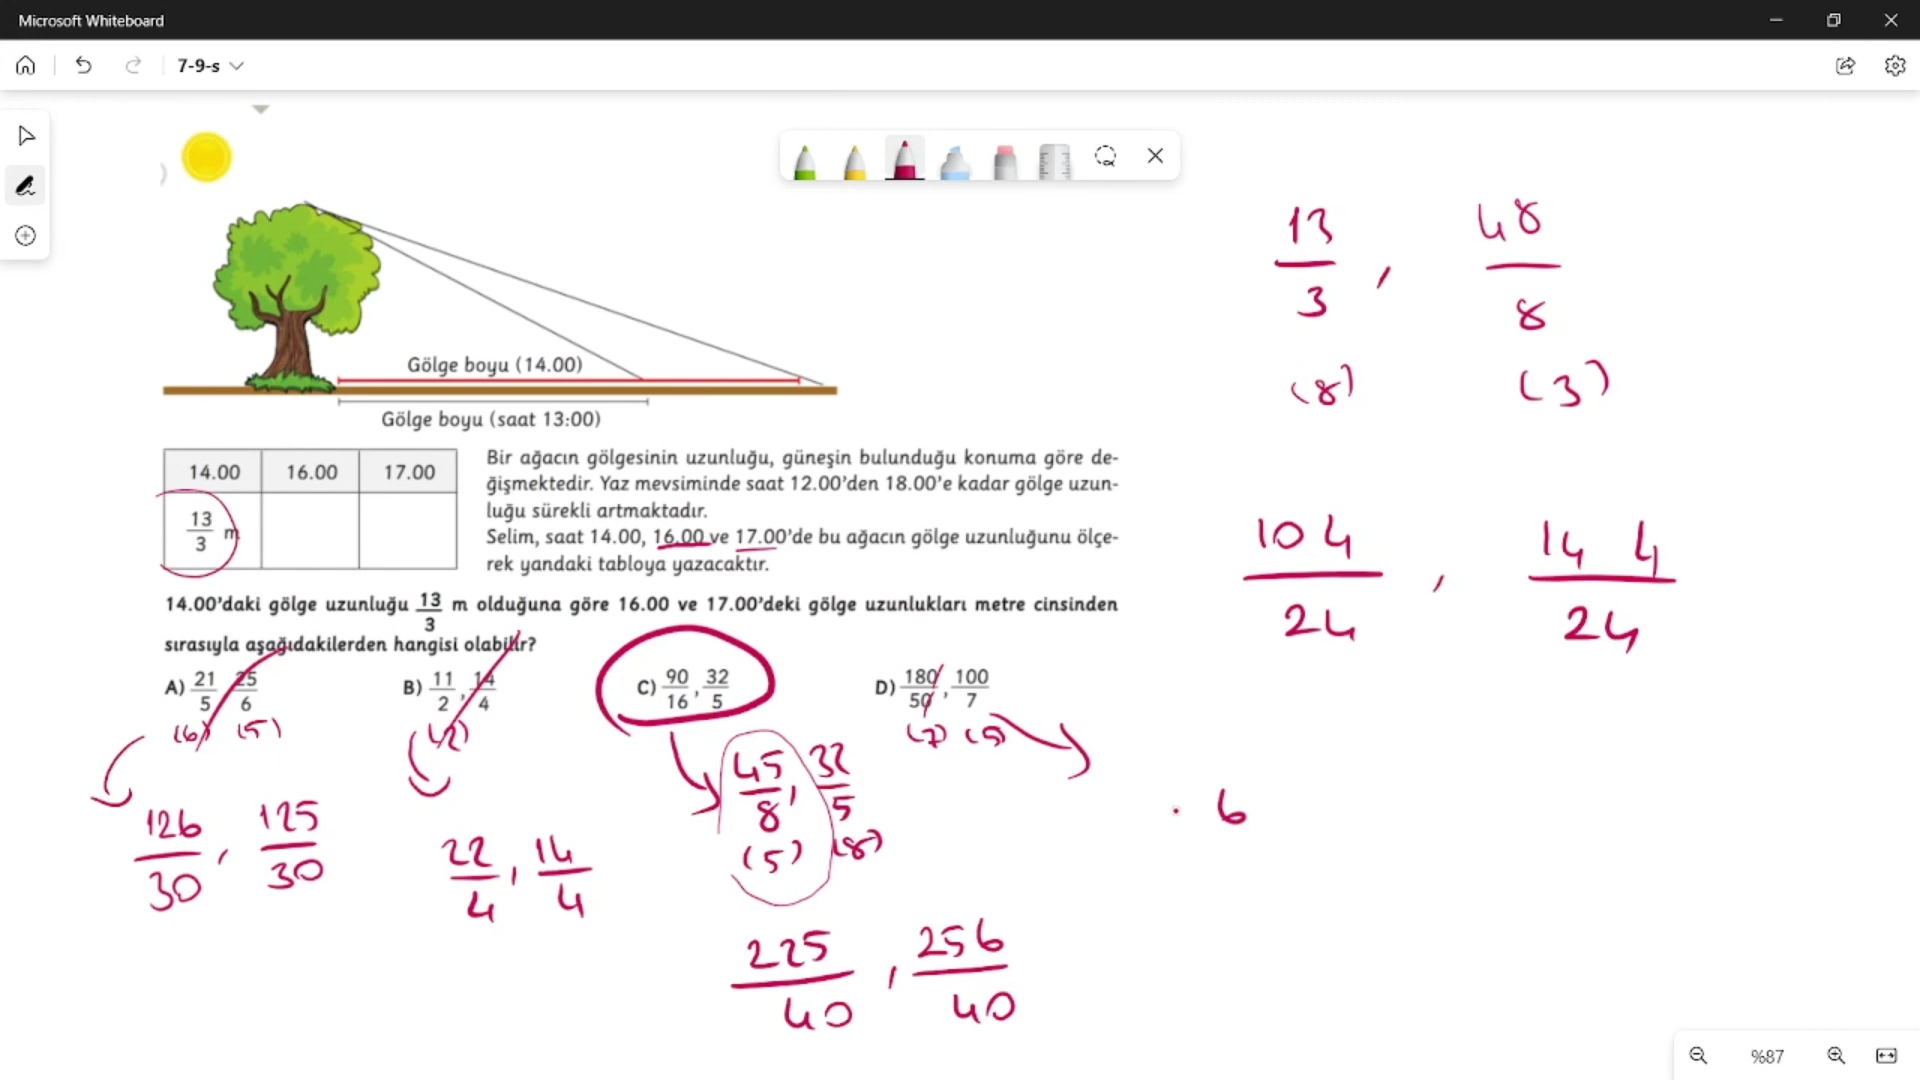 Microsoft Whiteboard
7-9-s
Gölge boyu (14.00)
Gölge boyu (saat 13:00)
14.00 16.00 17.00
13/3 m
Bir ağacın gölgesinin uzunluğu, güneşin bulunduğu konuma göre de-
ğişmektedir. Yaz mevsiminde saat 12.00'den 18.00'e kadar gölge uzun-
luğu sürekli artmaktadır.
Selim, saat 14.00, 16.00 ve 17.00'de bu ağacın gölge uzunluğunu ölçe-
rek yandaki tabloya yazacaktır.
14.00'daki gölge uzunluğu 13/3 m olduğuna göre 16.00 ve 17.00'deki gölge uzunlukları metre cinsinden
sırasıyla aşağıdakilerden hangisi olabilir?
A) 21/5 25/6 B) 11/2, 14/4 C) 90/16, 32/5 D) 180/50, 100/7
(6) (5) (2) (7) (5)
126/30, 125/30
22/4, 14/4
45/8, 32/5
(5) (8)
225/40, 256/40
13/3, 48/8
(8) (3)
104/24, 144/24
6
%87